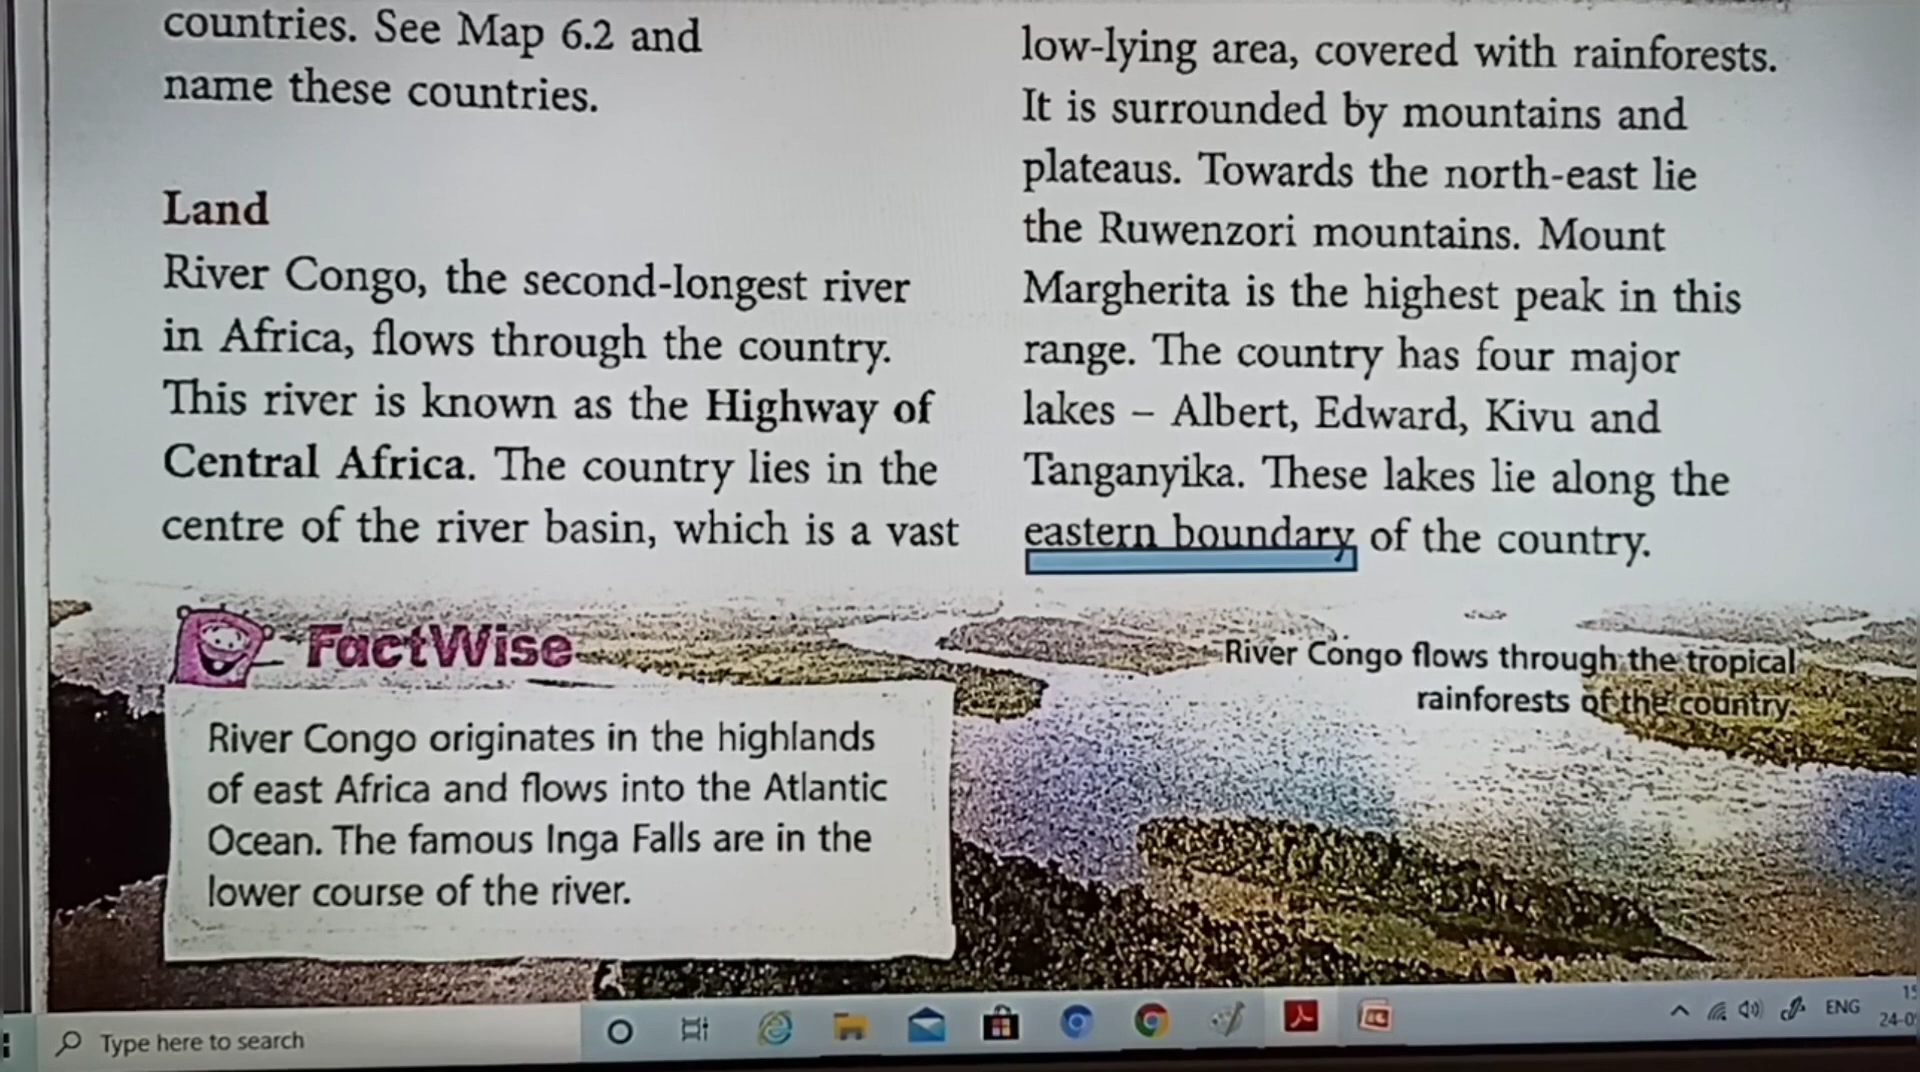 countries. See Map 6.2 and
name these countries.
Land
River Congo, the second-longest river
in Africa, flows through the country.
This river is known as the Highway of
Central Africa. The country lies in the
centre of the river basin, which is a vast
low-lying area, covered with rainforests.
It is surrounded by mountains and
plateaus. Towards the north-east lie
the Ruwenzori mountains. Mount
Margherita is the highest peak in this
range. The country has four major
lakes – Albert, Edward, Kivu and
Tanganyika. These lakes lie along the
eastern boundary of the country.
FactWise
River Congo originates in the highlands
of east Africa and flows into the Atlantic
Ocean. The famous Inga Falls are in the
lower course of the river.
River Congo flows through the tropical
rainforests of the country.
Type here to search
ENG